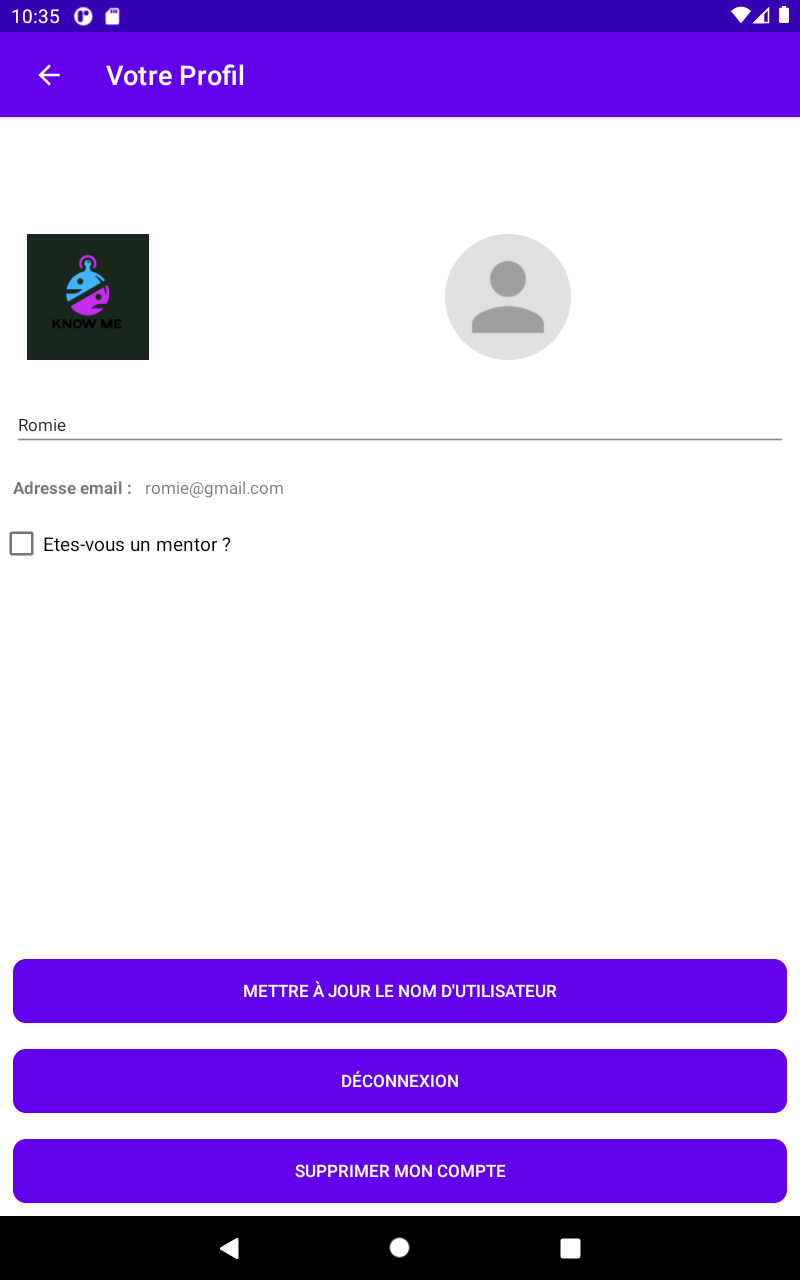 10:35
Votre Profil
KNOW ME
Romie
Adresse email : romie@gmail.com
Etes-vous un mentor ?
METTRE À JOUR LE NOM D'UTILISATEUR
DÉCONNEXION
SUPPRIMER MON COMPTE